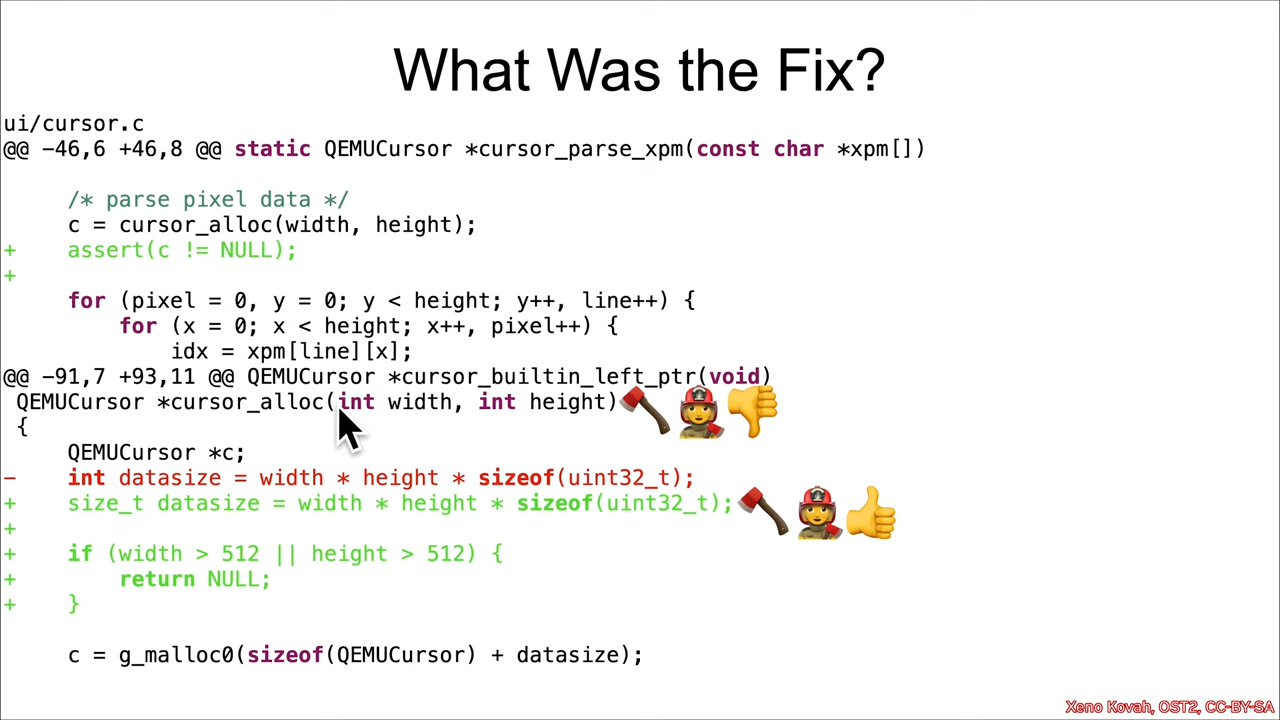 What Was the Fix?
ui/cursor.c
@@ -46,6 +46,8 @@ static QEMUCursor *cursor_parse_xpm(const char *xpm[])
/* parse pixel data */
c = cursor_alloc(width, height);
+ assert(c != NULL);
+
for (pixel = 0, y = 0; y < height; y++, line++) {
for (x = 0; x < height; x++, pixel++) {
idx = xpm[line][x];
@@ -91,7 +93,11 @@ QEMUCursor *cursor_builtin_left_ptr(void)
QEMUCursor *cursor_alloc(int width, int height)
{
QEMUCursor *c;
- int datasize = width * height * sizeof(uint32_t);
+ size_t datasize = width * height * sizeof(uint32_t);
+
+ if (width > 512 || height > 512) {
+ return NULL;
+ }
c = g_malloc0(sizeof(QEMUCursor) + datasize);
Xeno Kovah, OST2, CC-BY-SA